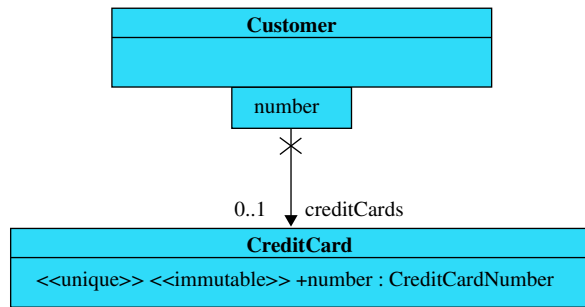 Customer
number
0..1 creditCards
CreditCard
<<unique>> <<immutable>> +number : CreditCardNumber